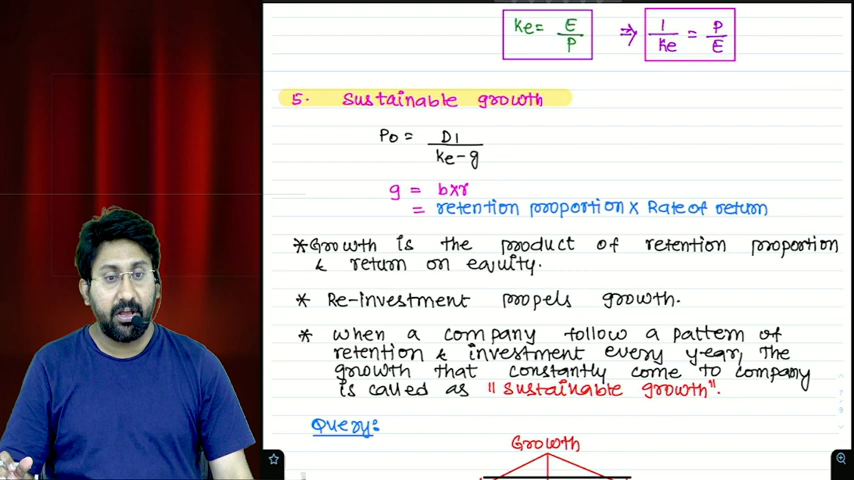 Ke = E/P ⇒ 1/Ke = P/E
5. Sustainable growth
P0 = D1/(Ke-g)
g = b×r
= retention proportion × Rate of return
*Growth is the product of retention proportion
& return on equity.
* Re-investment propels growth.
* When a company follow a pattern of
retention & investment every year, the
growth that constantly come to company
is called as "Sustainable growth".
Query:
Growth